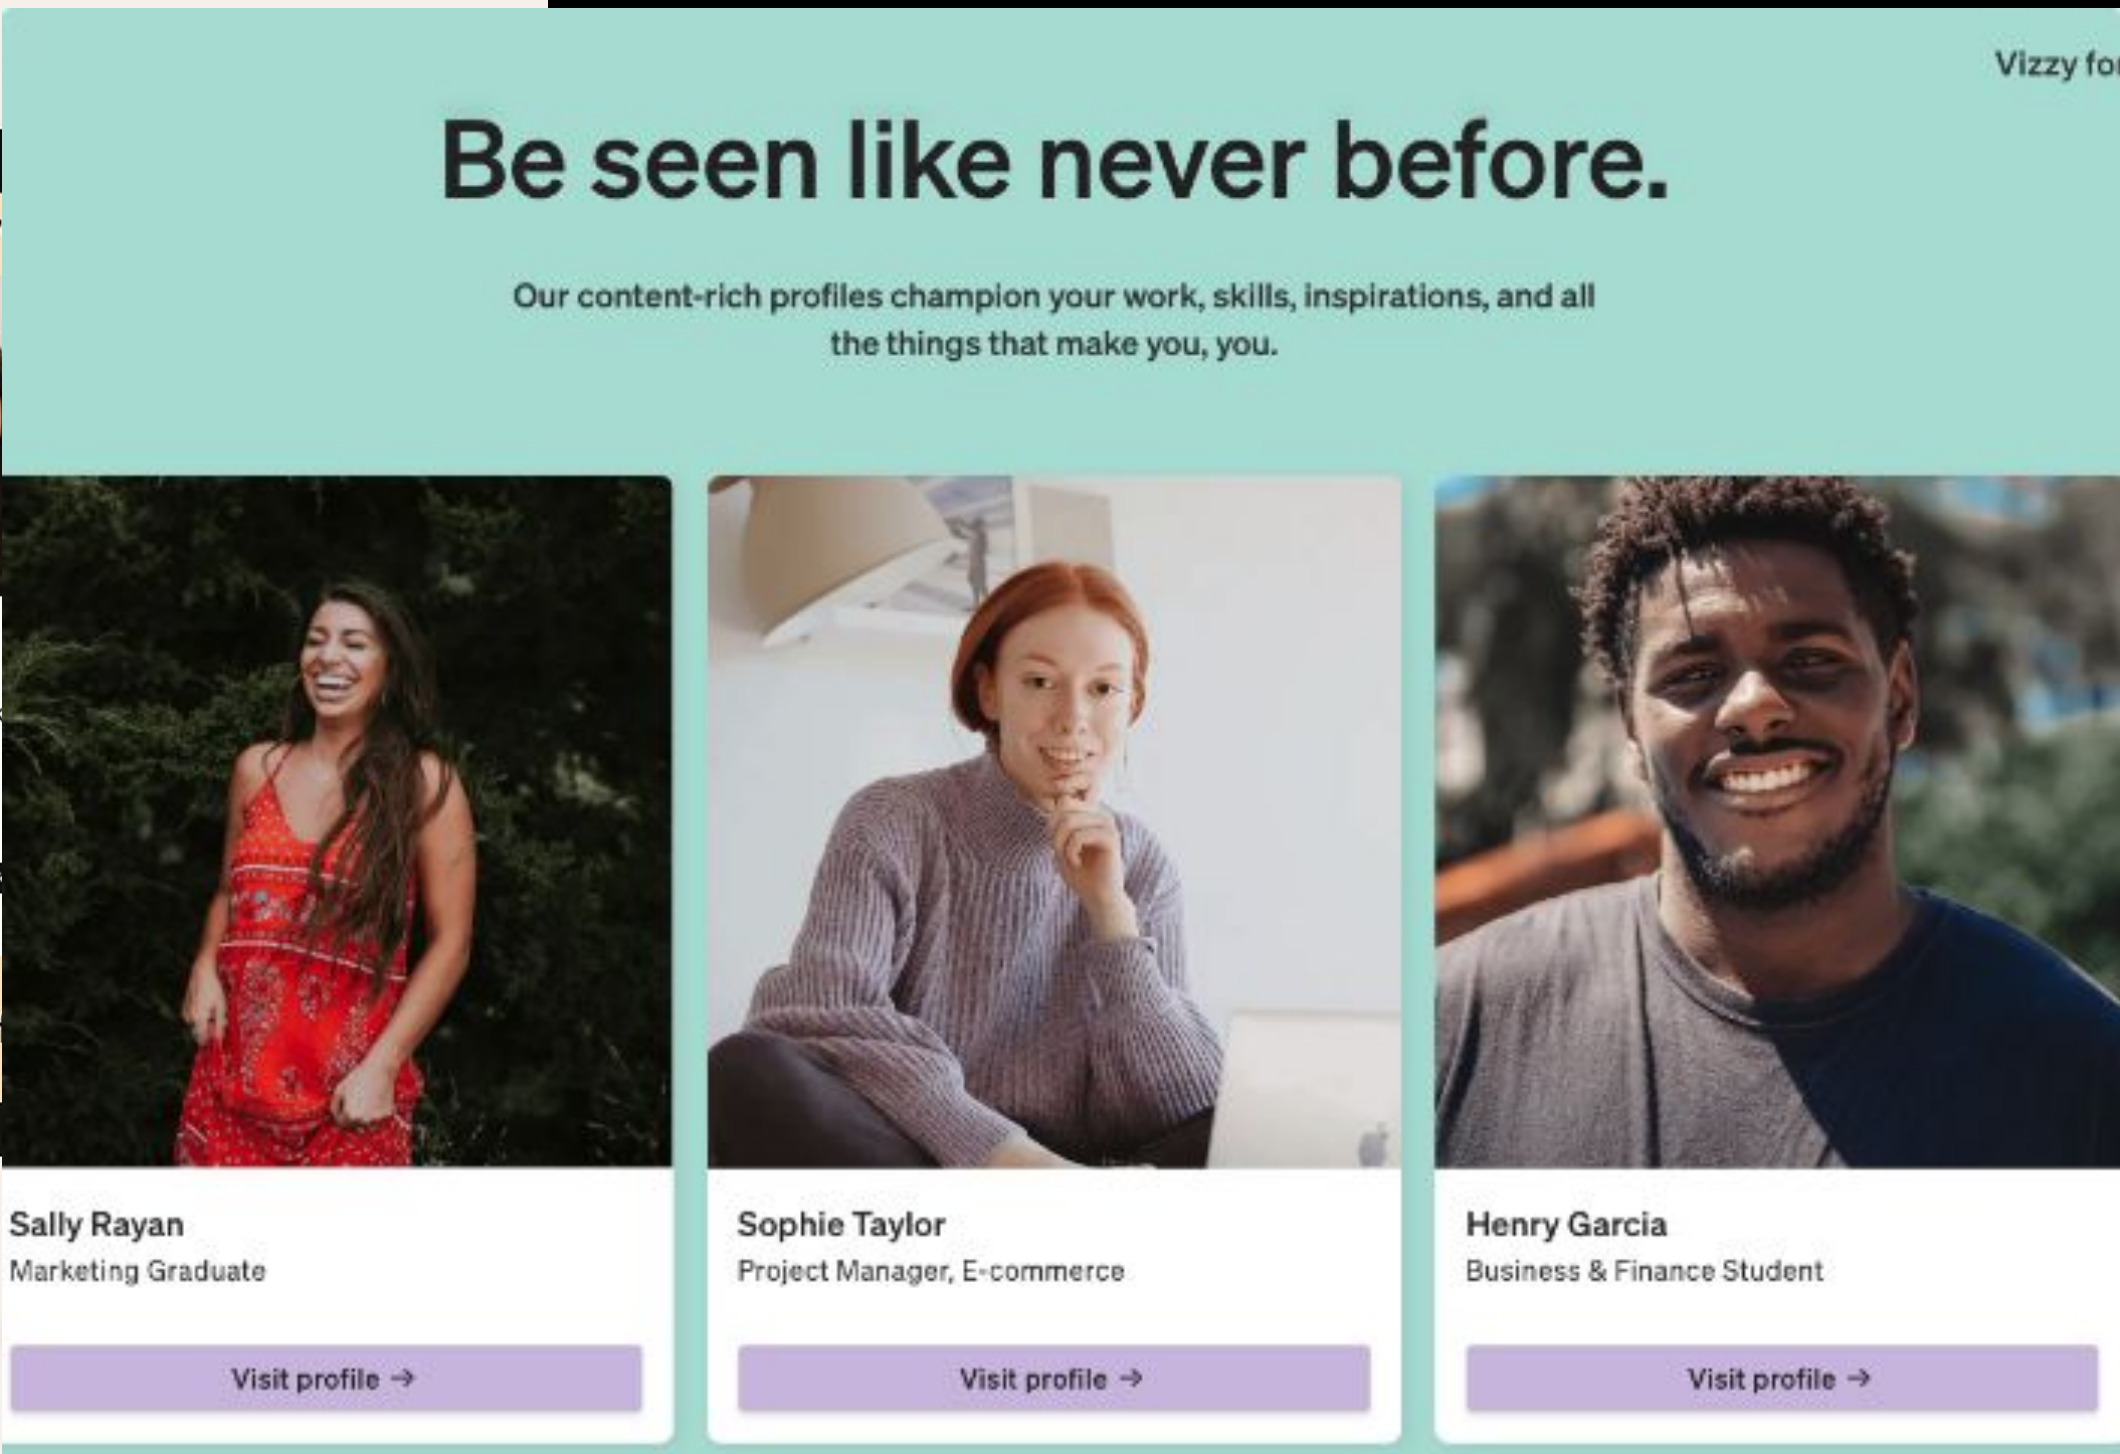 Vizzy for
Be seen like never before.
Our content-rich profiles champion your work, skills, inspirations, and all
the things that make you, you.
Sally Rayan
Marketing Graduate
Visit profile →
Sophie Taylor
Project Manager, E-commerce
Visit profile →
Henry Garcia
Business & Finance Student
Visit profile →